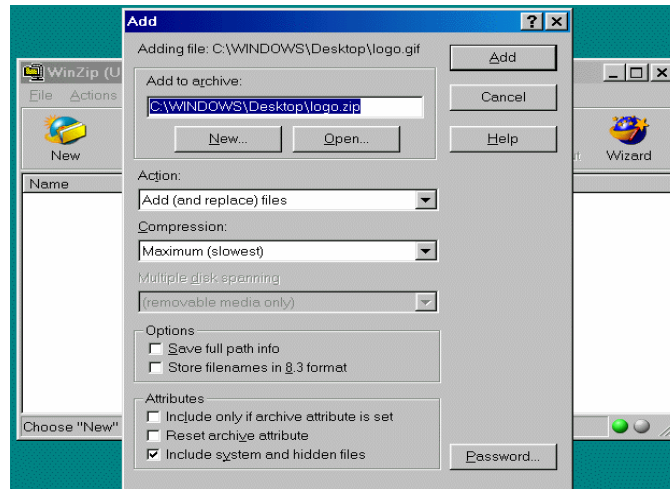 Add
Adding file: C:\WINDOWS\Desktop\logo.gif
Add
WinZip (U
File Actions
Add to archive:
C:\WINDOWS\Desktop\logo.zip
Cancel
New... Open...
Help
New
Wizard
Name
Action:
Add (and replace) files
Compression:
Maximum (slowest)
Multiple disk spanning
(removable media only)
Options
Save full path info
Store filenames in 8.3 format
Attributes
Include only if archive attribute is set
Choose "New"
Reset archive attribute
Include system and hidden files
Password...